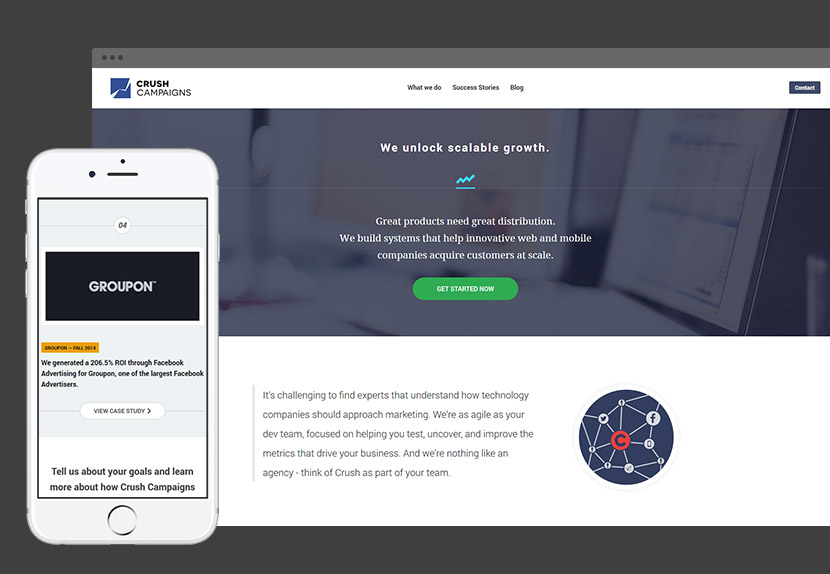 CRUSH
CAMPAIGNS
What we do
Success Stories
Blog
Contact
We unlock scalable growth.
Great products need great distribution.
We build systems that help innovative web and mobile
companies acquire customers at scale.
GET STARTED NOW
It's challenging to find experts that understand how technology
companies should approach marketing. We're as agile as your
dev team, focused on helping you test, uncover, and improve the
metrics that drive your business. And we're nothing like an
agency - think of Crush as part of your team.
04
GROUPON™
GROUPON – FALL 2014
We generated a 206.5% ROI through Facebook
Advertising for Groupon, one of the largest Facebook
Advertisers.
VIEW CASE STUDY
Tell us about your goals and learn
more about how Crush Campaigns